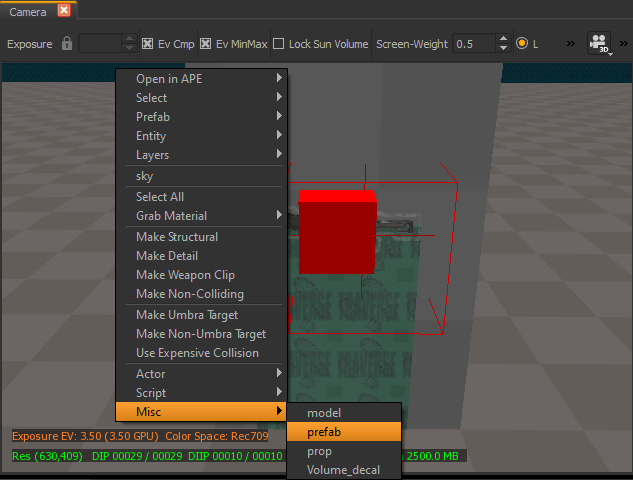 Camera
Exposure Ev Cmp Ev MinMax Lock Sun Volume Screen-Weight 0.5 L » » 3D
Open in APE
Select
Prefab
Entity
Layers
sky
Select All
Grab Material
Make Structural
Make Detail
Make Weapon Clip
Make Non-Colliding
Make Umbra Target
Make Non-Umbra Target
Use Expensive Collision
Actor
Script
Misc
model
prefab
prop
Volume_decal
Exposure EV: 3.50 (3.50 GPU) Color Space: Rec709
Res (630,409) DIP 00029 / 00029 DIIP 00010 / 00010 2500.0 MB